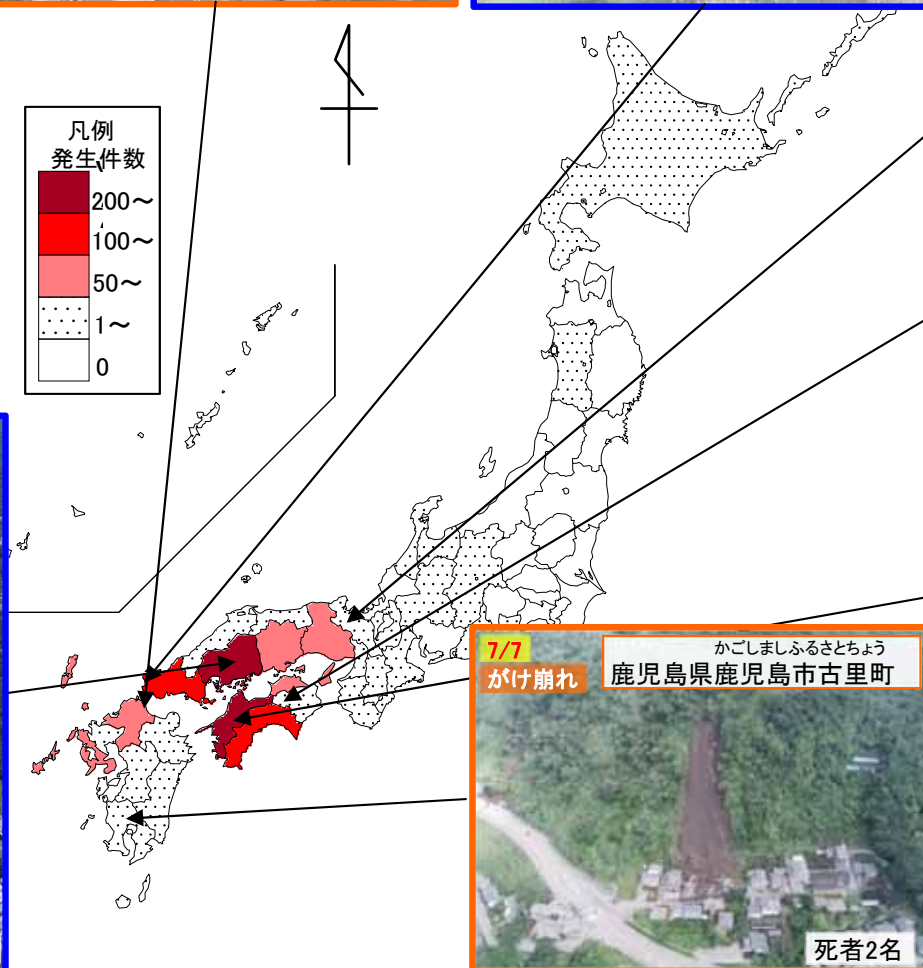 凡例
発生件数
200～
100～
50～
1～
0
7/7
がけ崩れ
かごしましふるさとちょう
鹿児島県鹿児島市古里町
死者2名